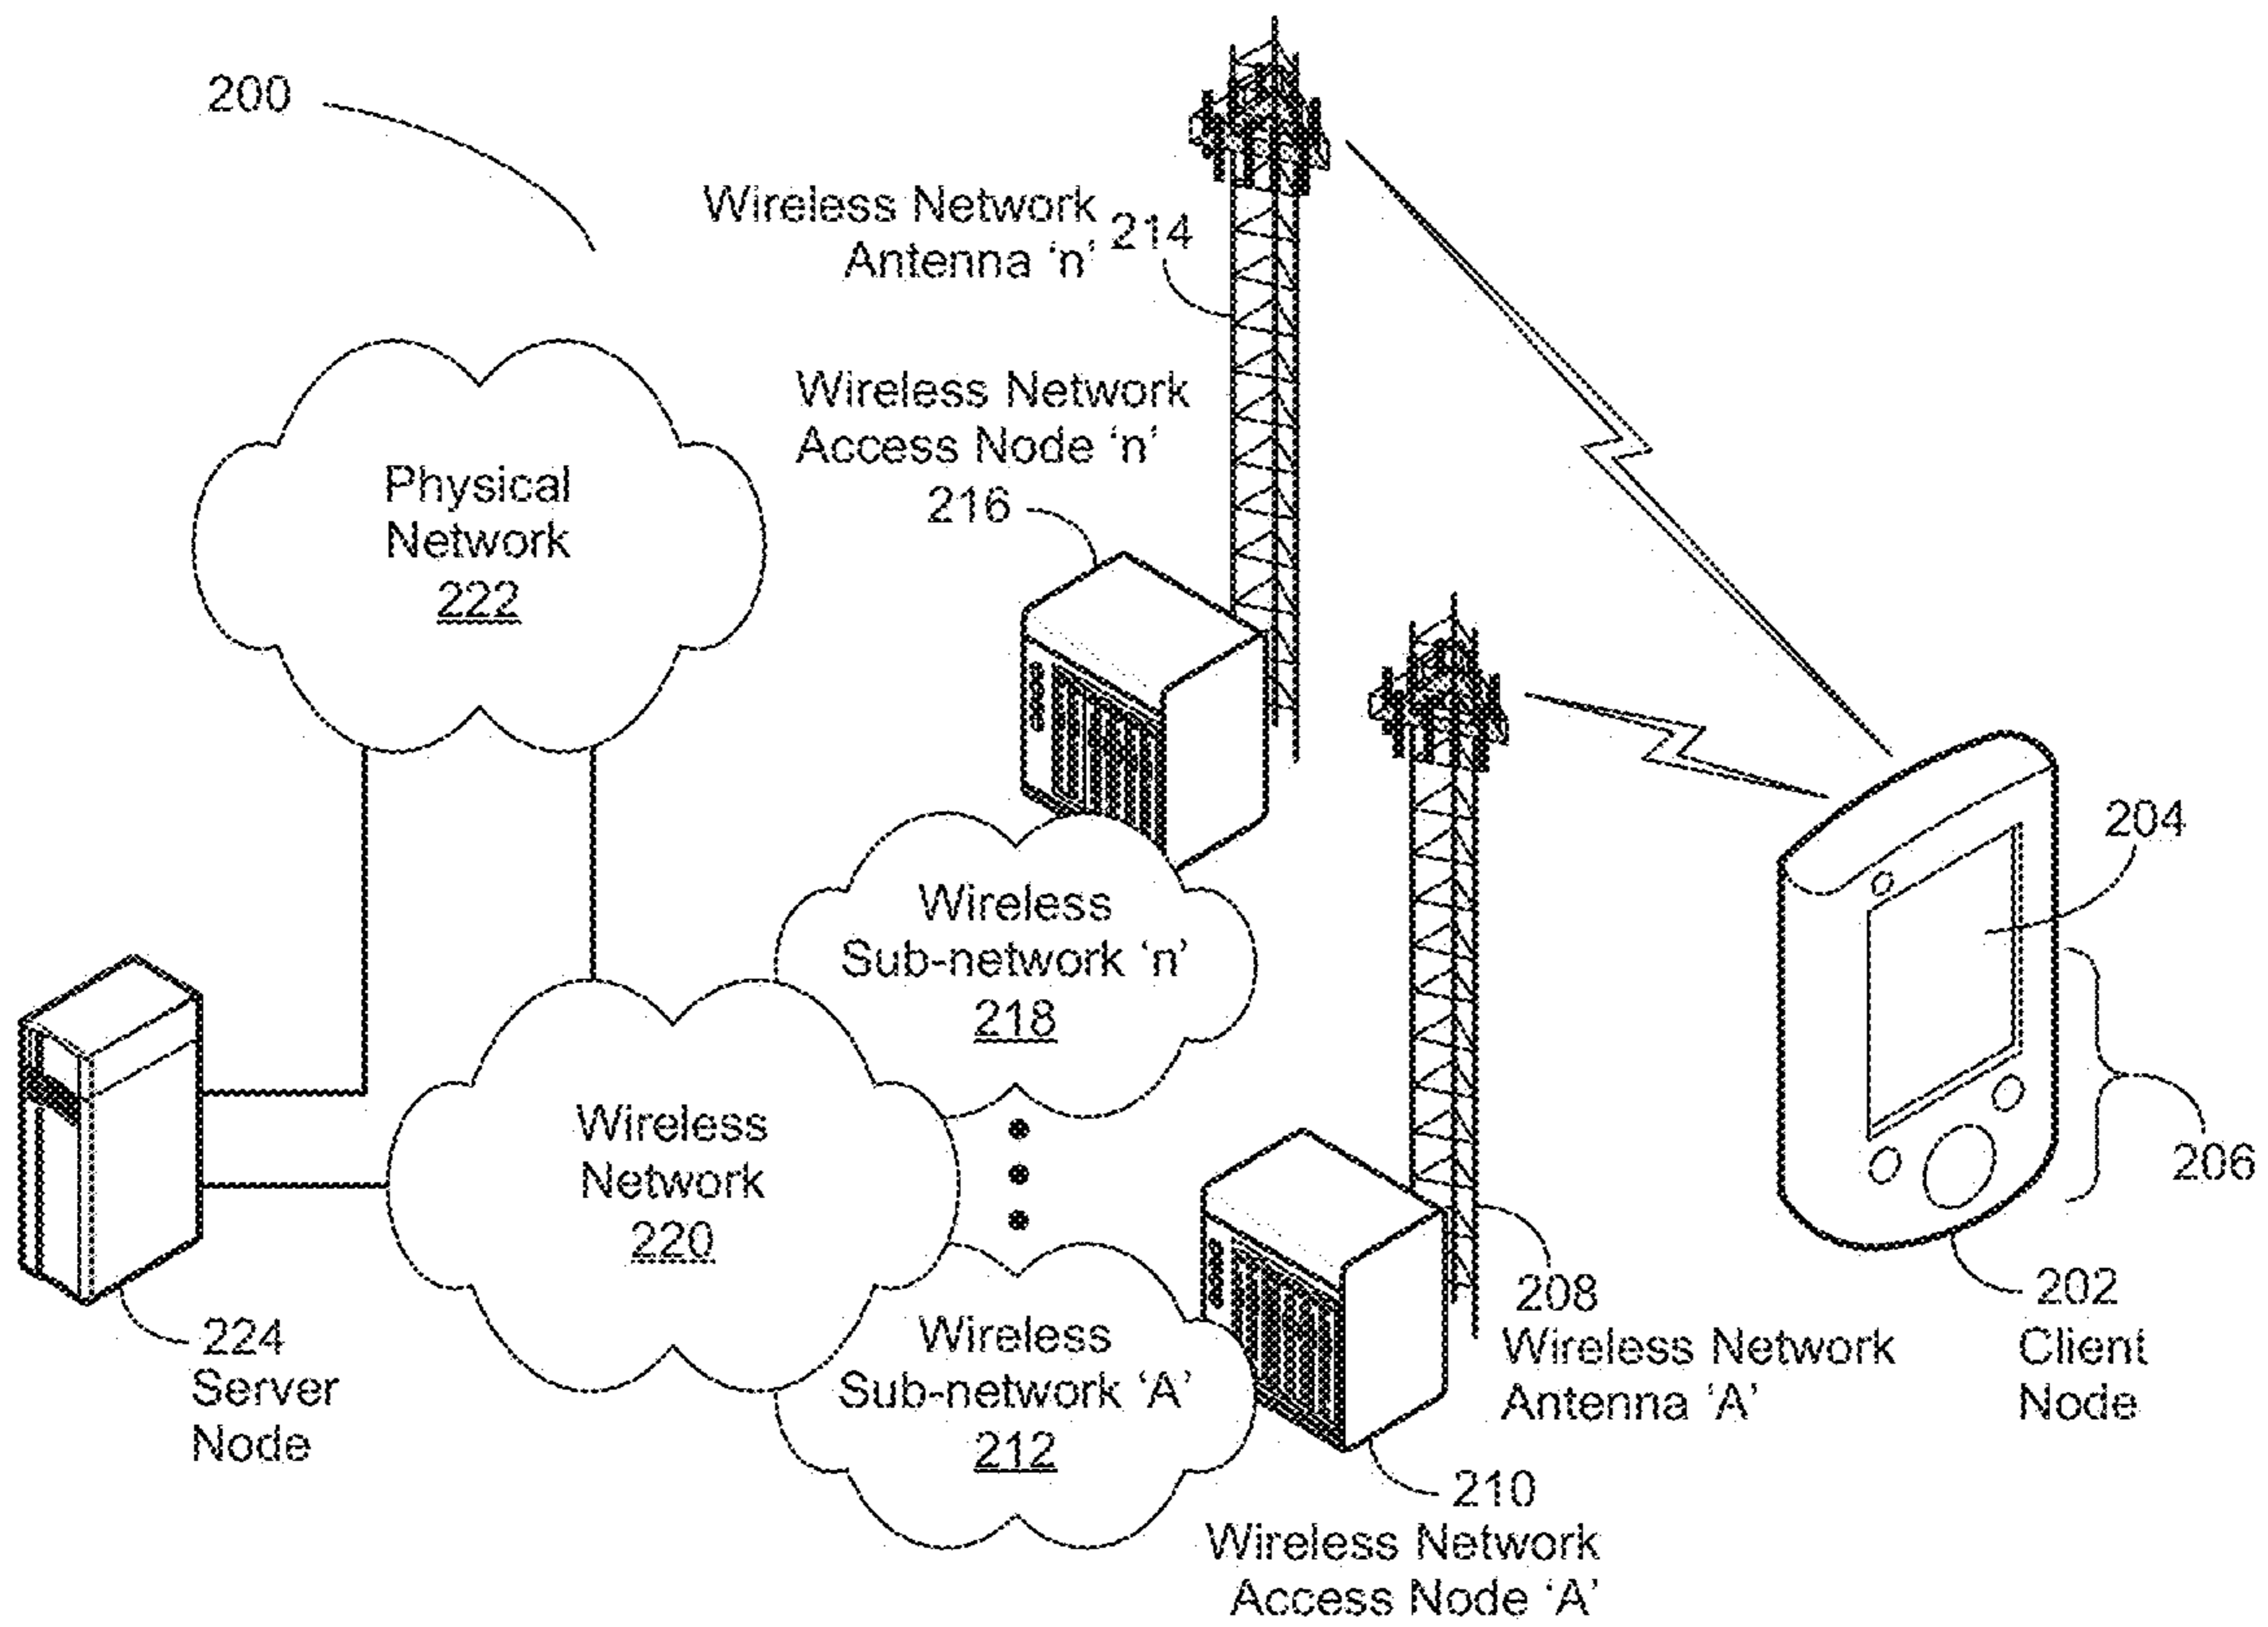 200
Wireless Network
Antenna ‘n’
214
Wireless Network
Access Node ‘n’
216
Physical
Network
222
204
Wireless
Sub-network ‘n’
218
Wireless
Network
220
206
208
Wireless Network
Antenna ‘A’
202
Client
Node
224
Server
Node
Wireless
Sub-network ‘A’
212
210
Wireless Network
Access Node ‘A’